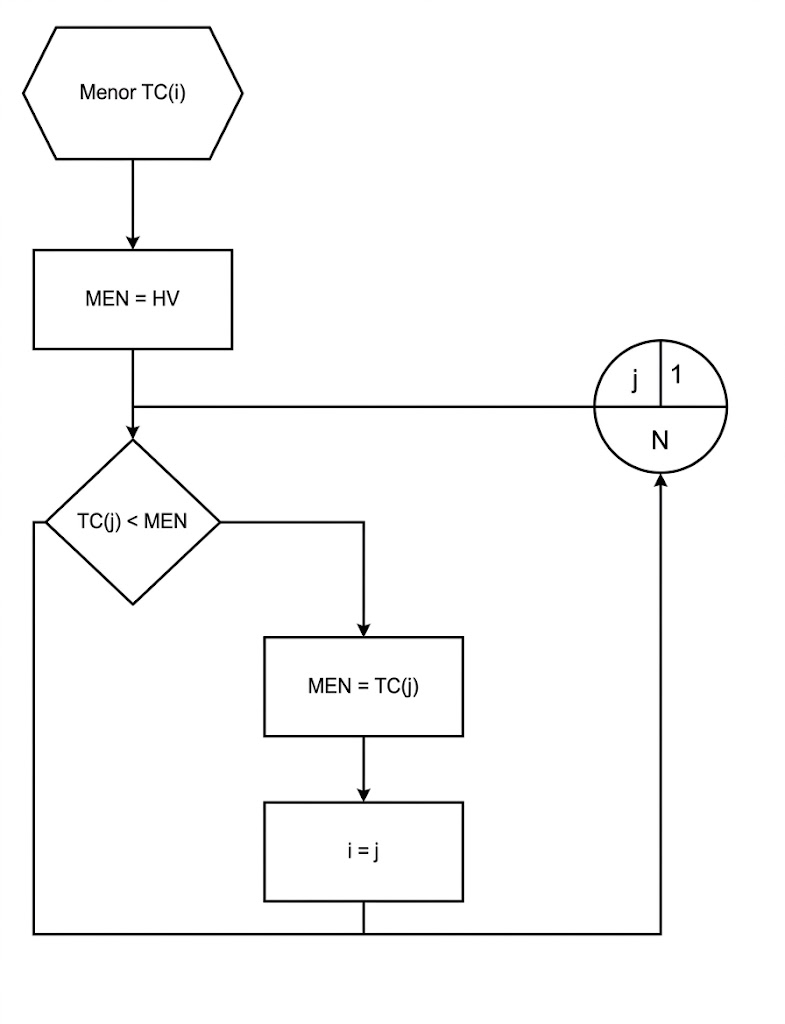 Menor TC(i)
MEN = HV
j 1
N
TC(j) < MEN
MEN = TC(j)
i = j